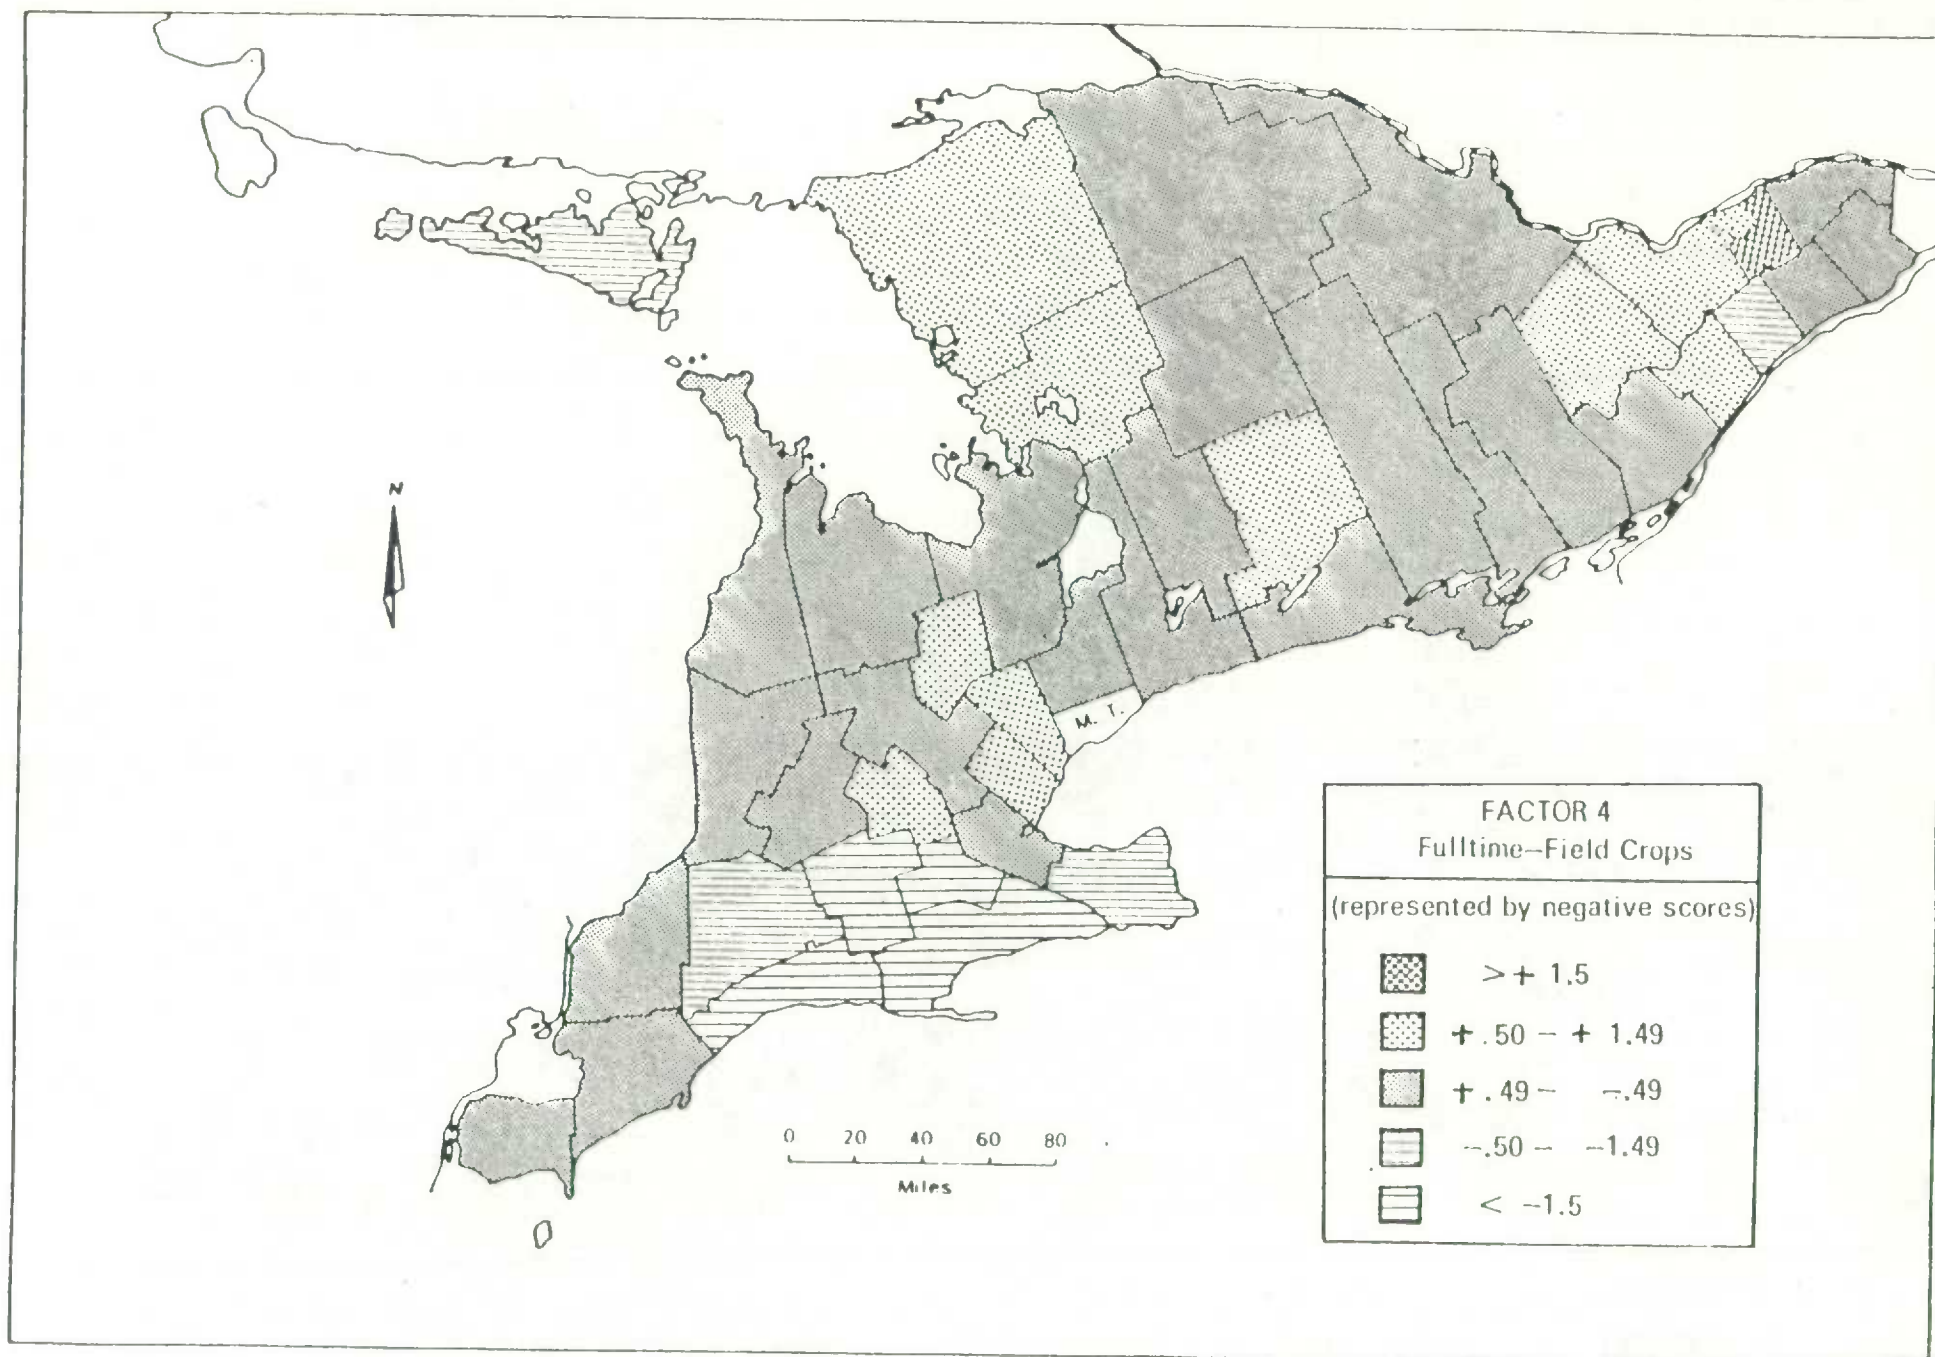 N
M. T.
FACTOR 4
Fulltime–Field Crops
(represented by negative scores)
> + 1.5
+ .50 – + 1.49
+ .49 – –.49
–.50 – –1.49
< –1.5
0 20 40 60 80
Miles